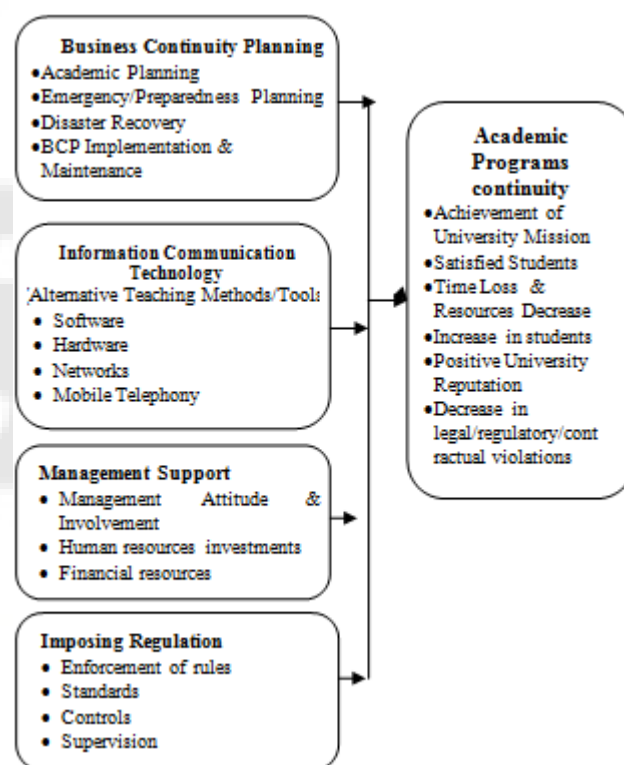 Business Continuity Planning
•Academic Planning
•Emergency/Preparedness Planning
•Disaster Recovery
•BCP Implementation &
Maintenance
Information Communication
Technology
(Alternative Teaching Methods/Tools
• Software
• Hardware
• Networks
• Mobile Telephony
Management Support
• Management Attitude &
Involvement
• Human resources investments
• Financial resources
Imposing Regulation
• Enforcement of rules
• Standards
• Controls
• Supervision
Academic
Programs
continuity
•Achievement of
University Mission
•Satisfied Students
•Time Loss &
Resources Decrease
•Increase in students
•Positive University
Reputation
•Decrease in
legal/regulatory/cont
ractual violations